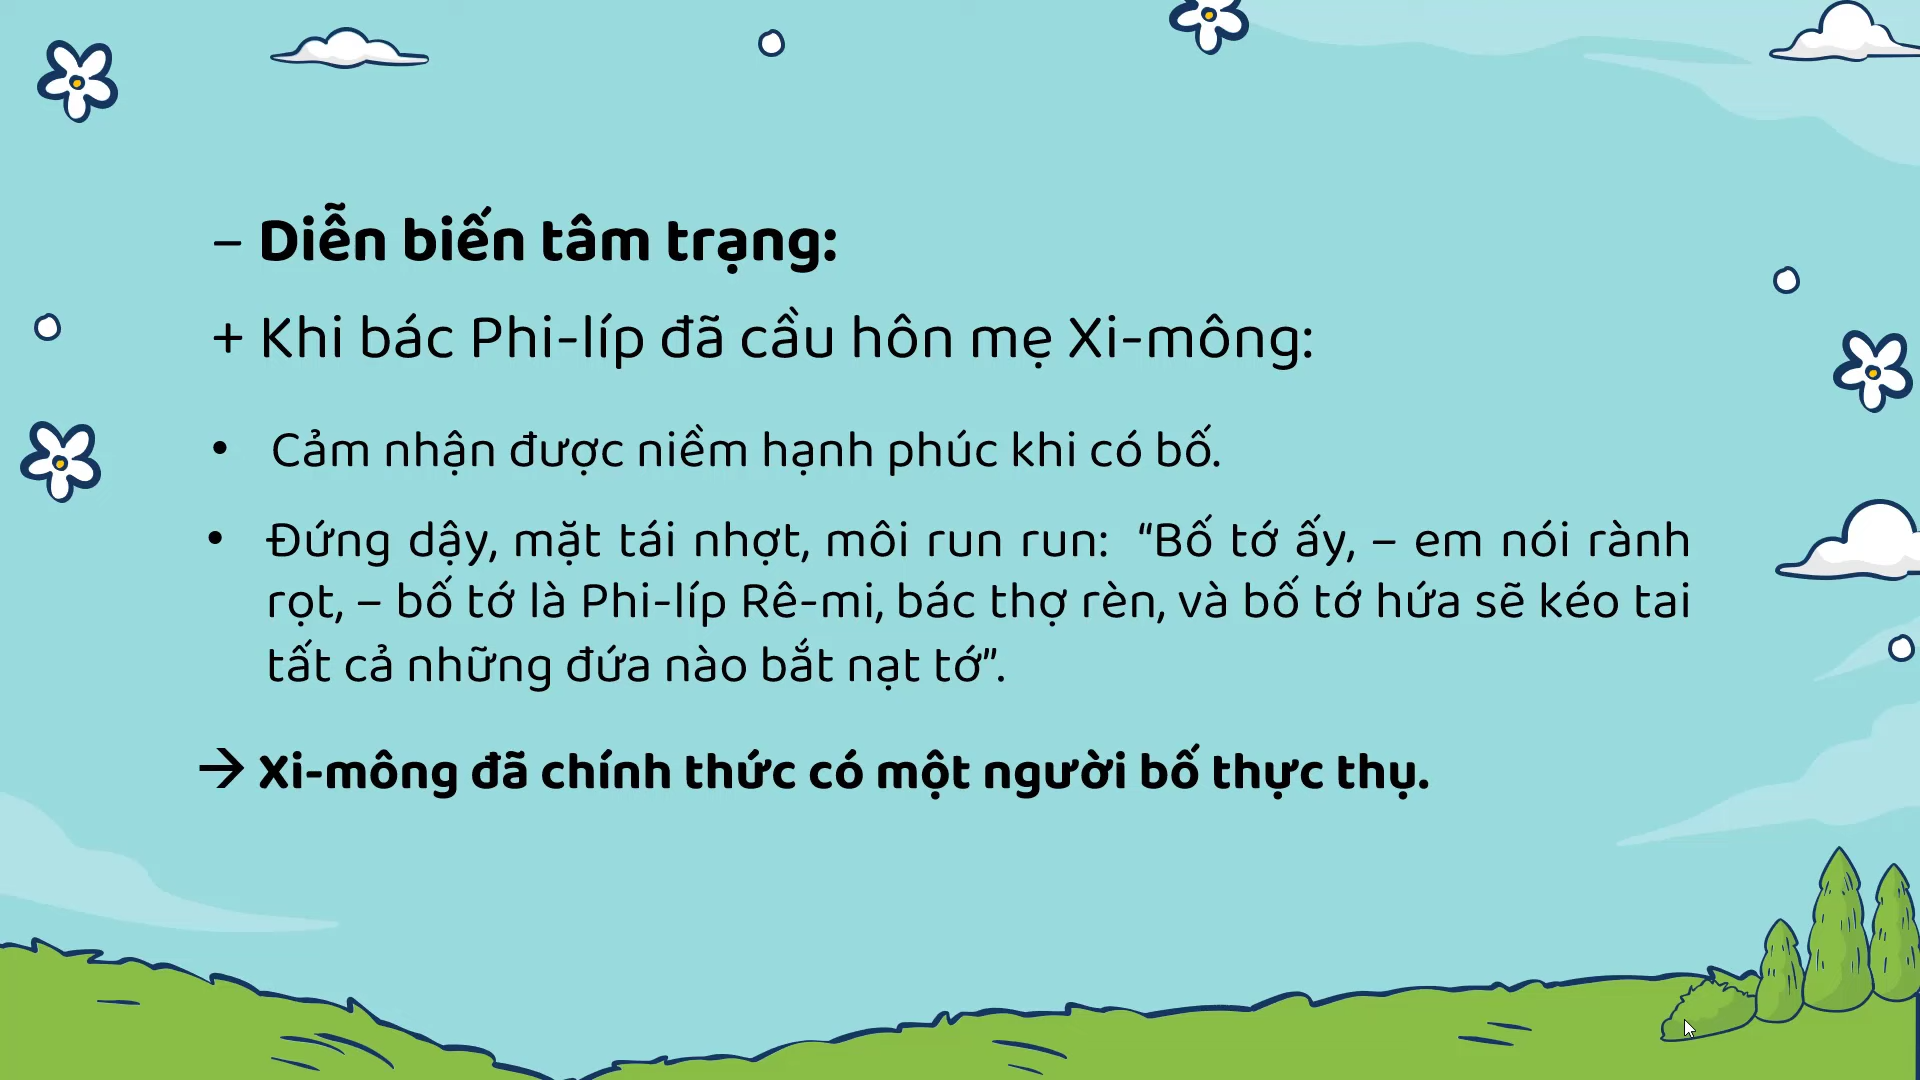 – Diễn biến tâm trạng:
+ Khi bác Phi-líp đã cầu hôn mẹ Xi-mông:
• Cảm nhận được niềm hạnh phúc khi có bố.
• Đứng dậy, mặt tái nhợt, môi run run: “Bố tớ ấy, – em nói rành
rọt, – bố tớ là Phi-líp Rê-mi, bác thợ rèn, và bố tớ hứa sẽ kéo tai
tất cả những đứa nào bắt nạt tớ”.
→ Xi-mông đã chính thức có một người bố thực thụ.